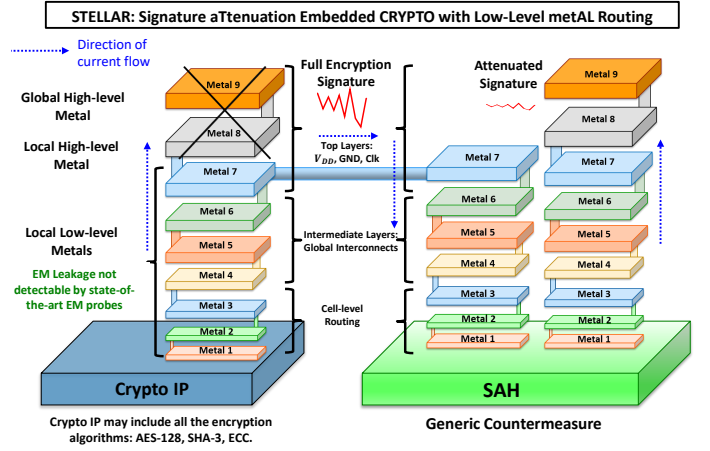 STELLAR: Signature aTtenuation Embedded CRYPTO with Low-Level metAL Routing
Direction of
current flow
Global High-level
Metal
Local High-level
Metal
Local Low-level
Metals
EM Leakage not
detectable by state-of-
the-art EM probes
Metal 9
Metal 8
Metal 7
Metal 6
Metal 5
Metal 4
Metal 3
Metal 2
Metal 1
Crypto IP
Crypto IP may include all the encryption
algorithms: AES-128, SHA-3, ECC.
Full Encryption
Signature
Top Layers:
V_DD, GND, Clk
Intermediate Layers:
Global Interconnects
Cell-level
Routing
Metal 7
Metal 6
Metal 5
Metal 4
Metal 3
Metal 2
Metal 1
Attenuated
Signature
Metal 9
Metal 8
Metal 7
Metal 6
Metal 5
Metal 4
Metal 3
Metal 2
Metal 1
SAH
Generic Countermeasure